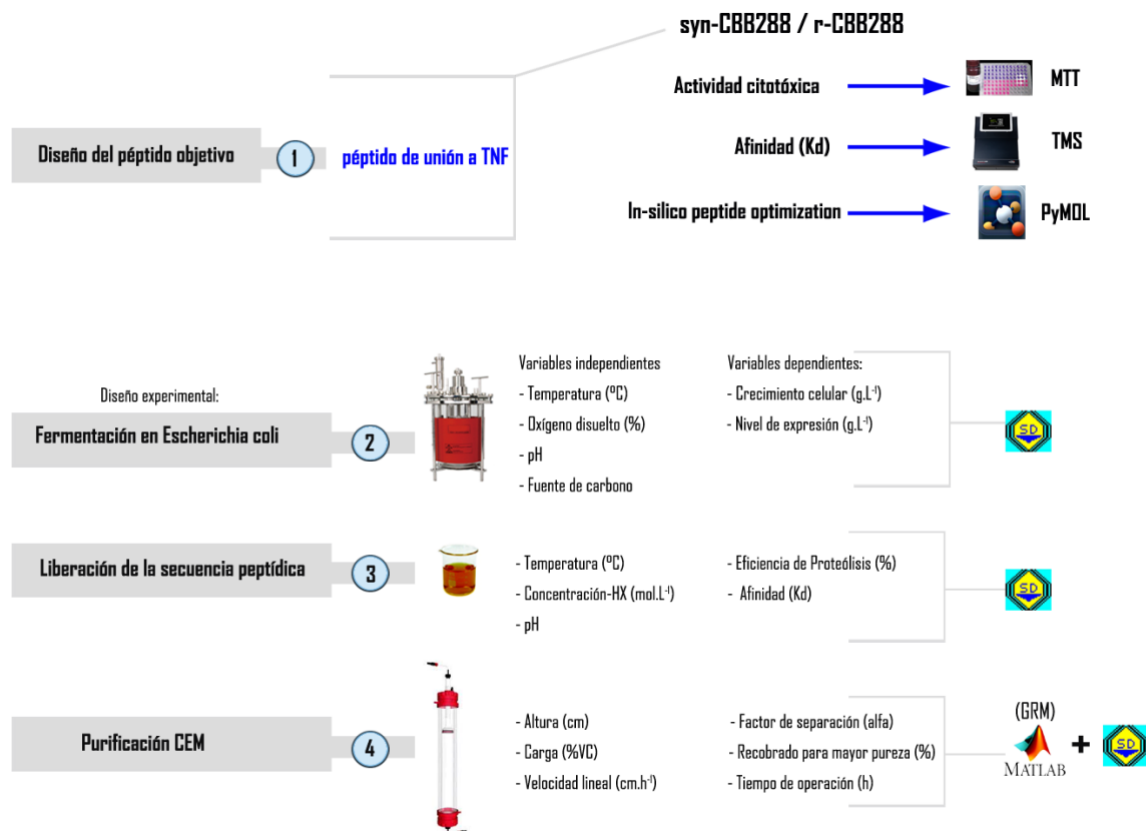 syn-CBB288 / r-CBB288
Actividad citotóxica
MTT
Diseño del péptido objetivo
1
péptido de unión a TNF
Afinidad (Kd)
TMS
In-silico peptide optimization
PyMOL
Diseño experimental:
Fermentación en Escherichia coli
2
Variables independientes
- Temperatura (ºC)
- Oxígeno disuelto (%)
- pH
- Fuente de carbono
Variables dependientes:
- Crecimiento celular (g.L⁻¹)
- Nivel de expresión (g.L⁻¹)
SD
Liberación de la secuencia peptídica
3
- Temperatura (ºC)
- Concentración-HX (mol.L⁻¹)
- pH
- Eficiencia de Proteólisis (%)
- Afinidad (Kd)
SD
Purificación CEM
4
- Altura (cm)
- Carga (%VC)
- Velocidad lineal (cm.h⁻¹)
- Factor de separación (alfa)
- Recobrado para mayor pureza (%)
- Tiempo de operación (h)
(GRM)
MATLAB
+
SD